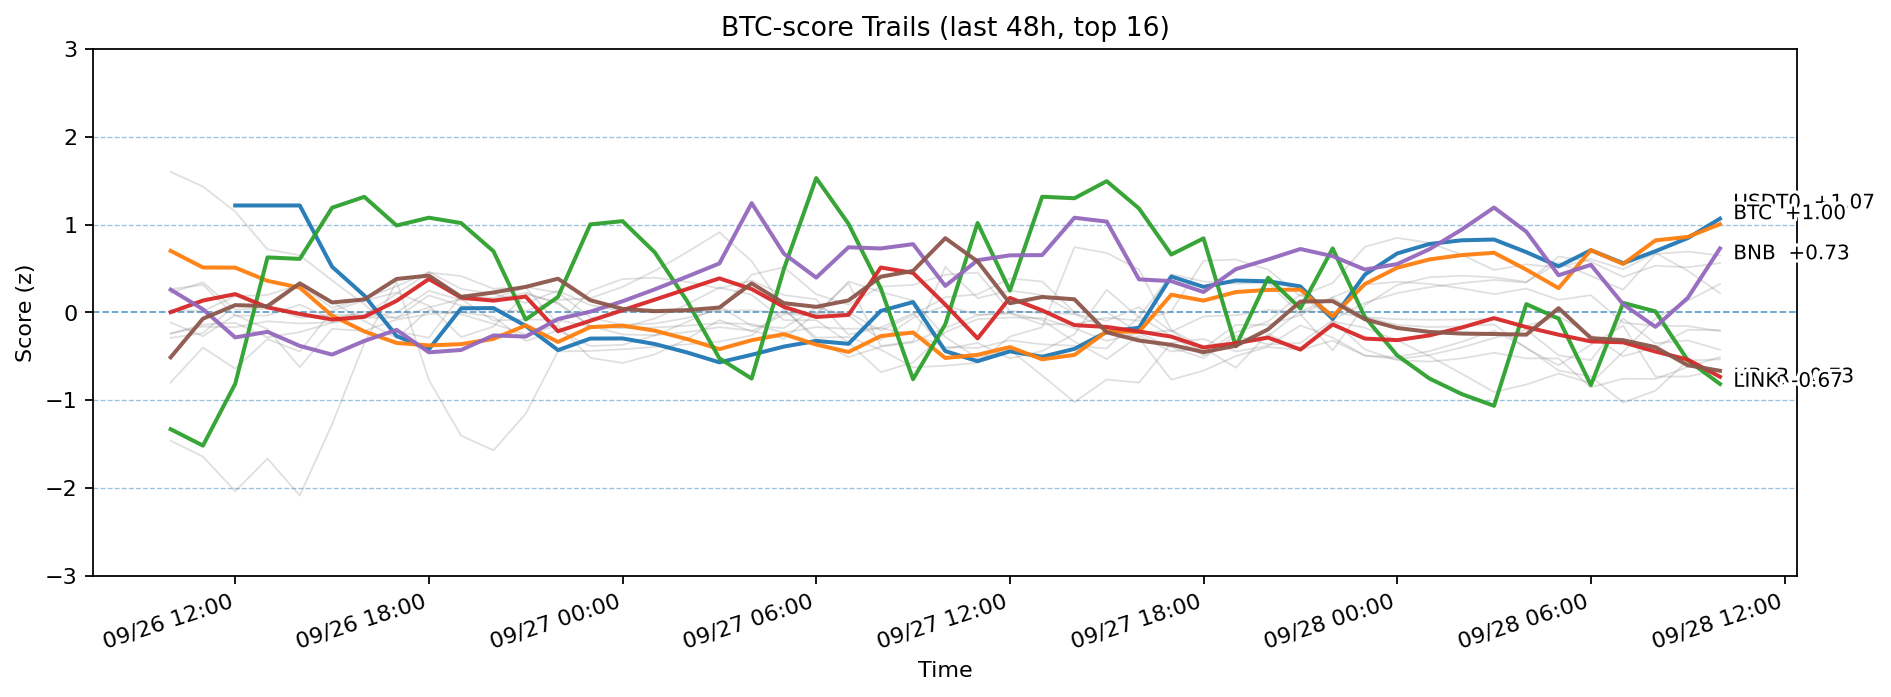 BTC-score Trails (last 48h, top 16)
Score (z)
3
2
1
0
−1
−2
−3
USDT0 +1.07
BTC +1.00
BNB +0.73
LINK -0.67
09/26 12:00
09/26 18:00
09/27 00:00
09/27 06:00
09/27 12:00
09/27 18:00
09/28 00:00
09/28 06:00
09/28 12:00
Time